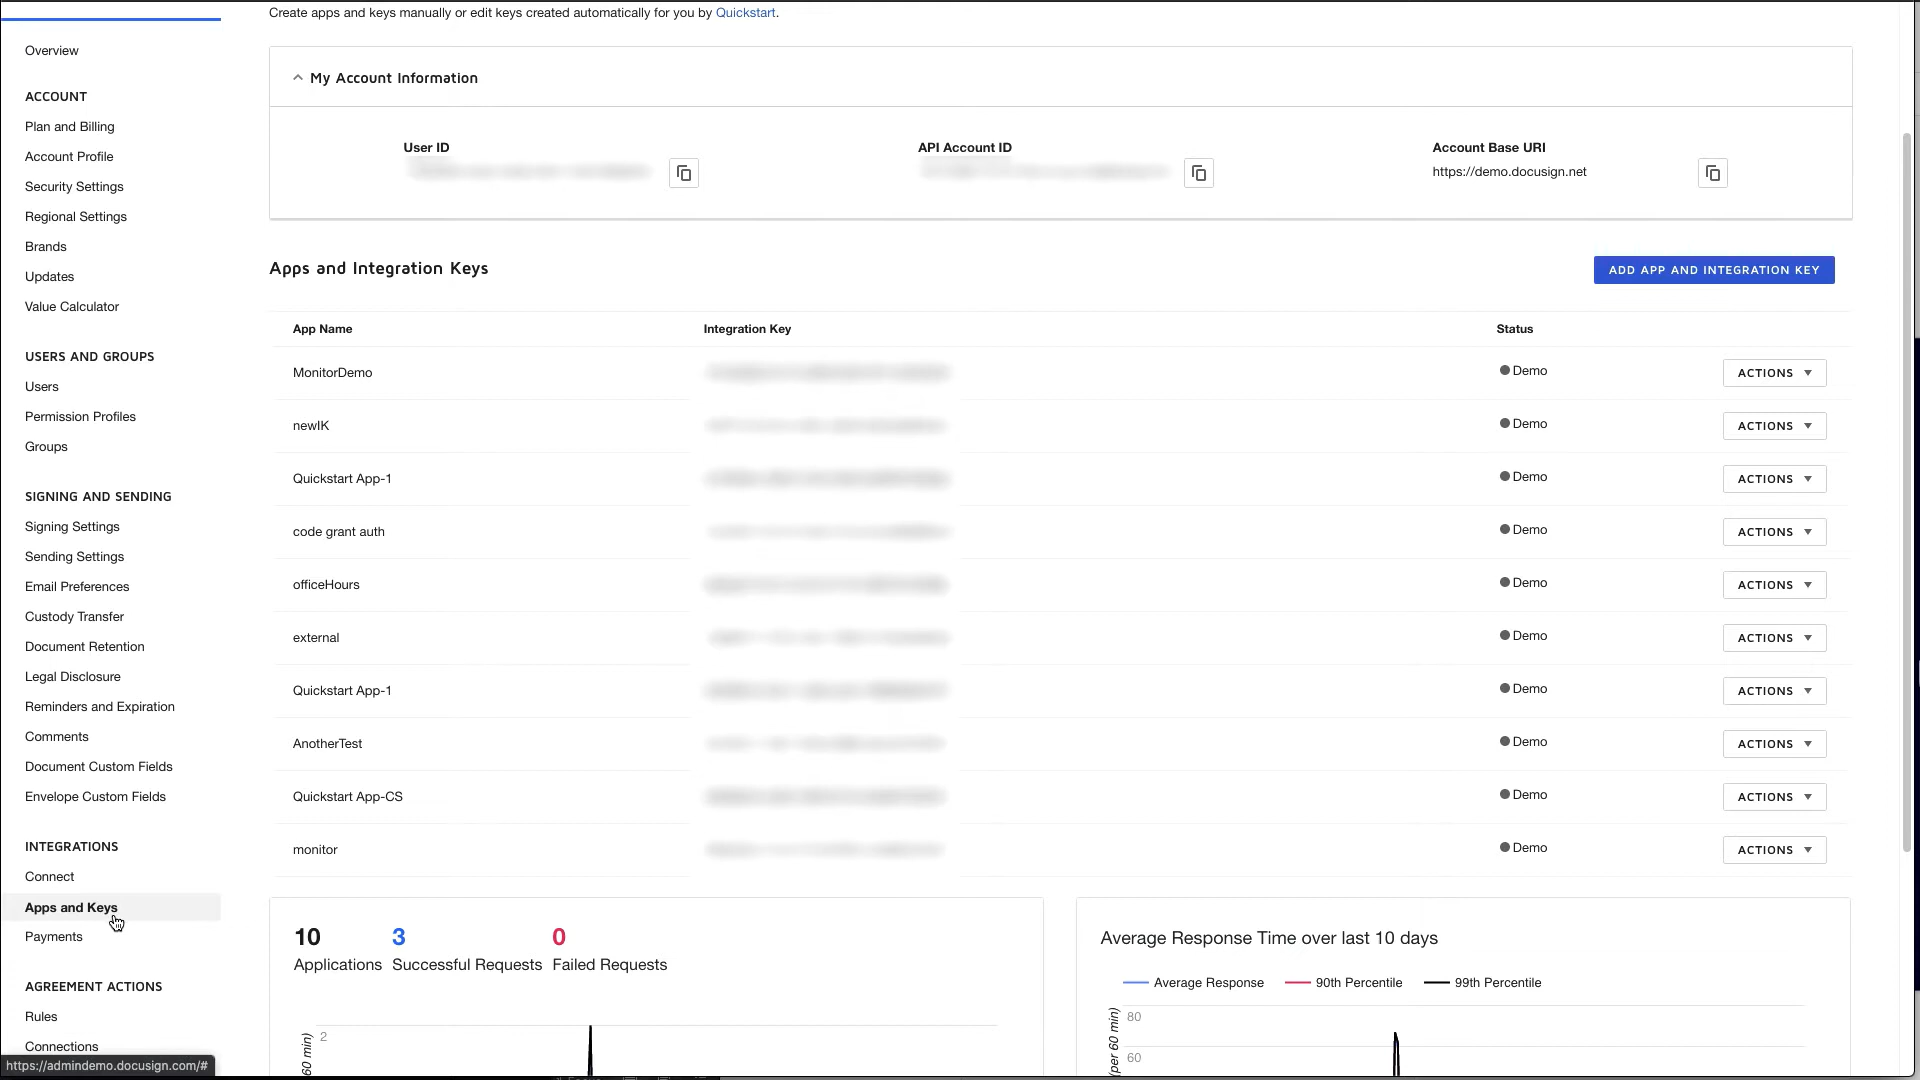 Create apps and keys manually or edit keys created automatically for you by Quickstart.
Overview
ACCOUNT
Plan and Billing
Account Profile
Security Settings
Regional Settings
Brands
Updates
Value Calculator
USERS AND GROUPS
Users
Permission Profiles
Groups
SIGNING AND SENDING
Signing Settings
Sending Settings
Email Preferences
Custody Transfer
Document Retention
Legal Disclosure
Reminders and Expiration
Comments
Document Custom Fields
Envelope Custom Fields
INTEGRATIONS
Connect
Apps and Keys
Payments
AGREEMENT ACTIONS
Rules
Connections
https://admindemo.docusign.com/#
My Account Information
User ID API Account ID Account Base URI
https://demo.docusign.net
Apps and Integration Keys ADD APP AND INTEGRATION KEY
App Name Integration Key Status
MonitorDemo Demo ACTIONS
newIK Demo ACTIONS
Quickstart App-1 Demo ACTIONS
code grant auth Demo ACTIONS
officeHours Demo ACTIONS
external Demo ACTIONS
Quickstart App-1 Demo ACTIONS
AnotherTest Demo ACTIONS
Quickstart App-CS Demo ACTIONS
monitor Demo ACTIONS
10 3 0
Applications Successful Requests Failed Requests
2
60 min)
Average Response Time over last 10 days
Average Response 90th Percentile 99th Percentile
80
60
(per 60 min)